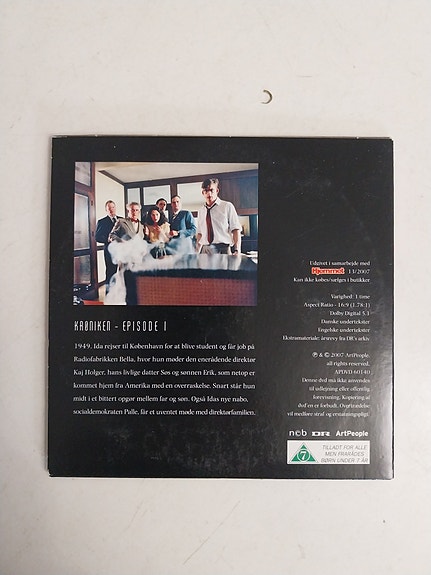 KRØNIKEN - EPISODE 1
1949. Ida rejser til København for at blive student og får job på
Radiofabrikken Bella, hvor hun møder den enerådende direktør
Kaj Holger, hans livlige datter Søs og sønnen Erik, som netop er
kommet hjem fra Amerika med en overraskelse. Snart står hun
midt i et bittert opgør mellem far og søn. Også Idas nye nabo,
socialdemokraten Palle, får et uventet møde med direktørfamilien.
Udgivet i samarbejde med
Hjemmet 13/2007
Kan ikke købes/sælges i butikker
Varighed: 1 time
Aspect Ratio - 16:9 (1.78:1)
Dolby Digital 5.1
Danske undertekster
Engelske undertekster
Ekstramateriale: årsrevy fra DR's arkiv
℗ & © 2007 ArtPeople.
all rights reserved.
APDVD 60140
Denne dvd må ikke anvendes
til udlejning eller offentlig
forevisning. Kopiering af
dvd'en er forbudt. Overtrædelse
vil medføre straf- og erstatningspligt.
ncb DR ArtPeople
7
TILLADT FOR ALLE
MEN FRARÅDES
BØRN UNDER 7 ÅR